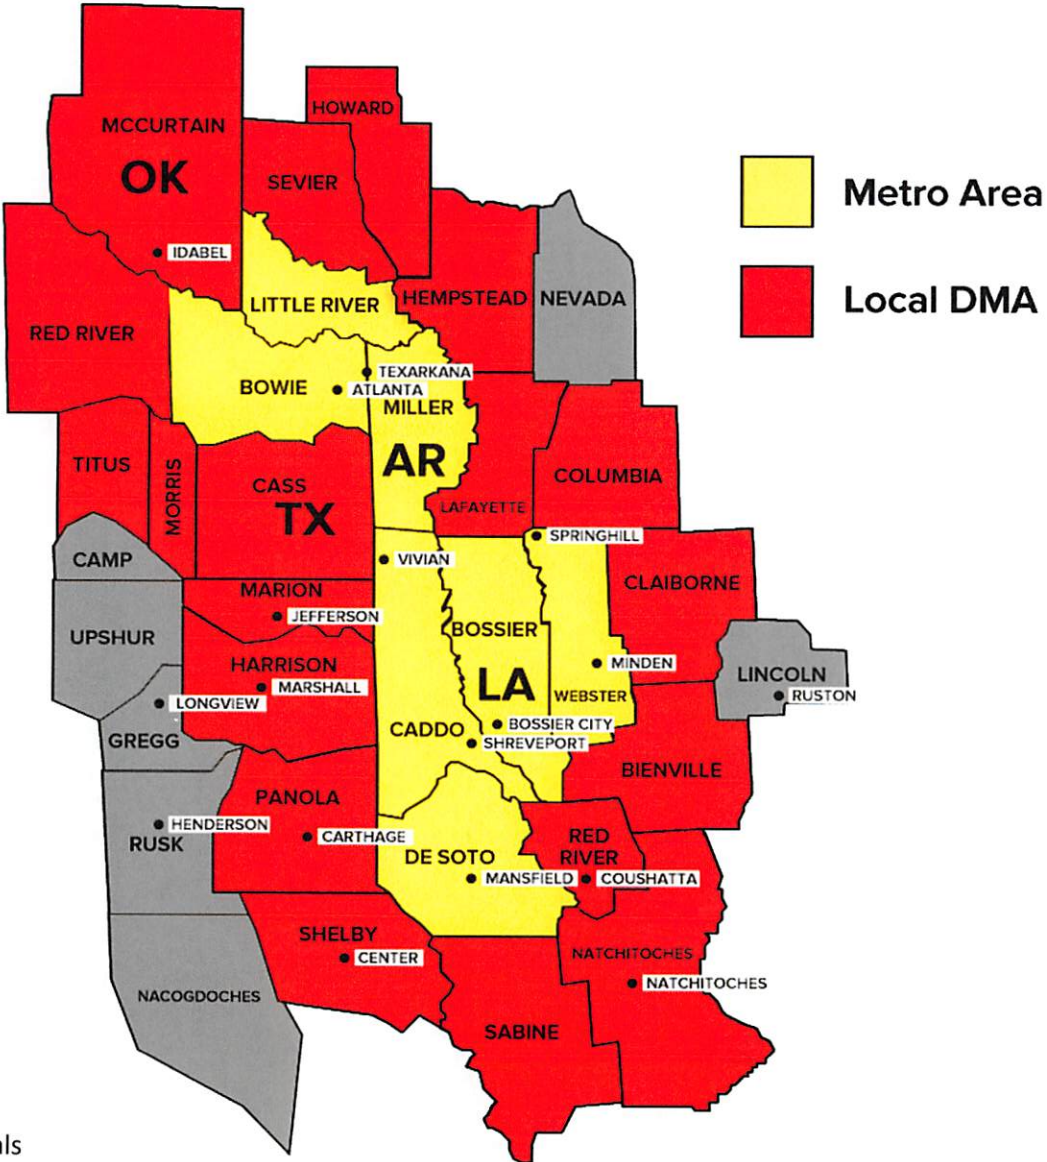 HOWARD
MCCURTAIN
OK
SEVIER
Metro Area
IDABEL
LITTLE RIVER
HEMPSTEAD
NEVADA
Local DMA
RED RIVER
TEXARKANA
BOWIE
ATLANTA
MILLER
AR
TITUS
MORRIS
CASS
TX
COLUMBIA
LAFAYETTE
SPRINGHILL
CAMP
VIVIAN
CLAIBORNE
MARION
JEFFERSON
UPSHUR
BOSSIER
HARRISON
MARSHALL
MINDEN
LA
WEBSTER
LINCOLN
RUSTON
LONGVIEW
GREGG
CADDO
BOSSIER CITY
SHREVEPORT
BIENVILLE
PANOLA
HENDERSON
RUSK
CARTHAGE
RED
RIVER
DE SOTO
MANSFIELD
COUSHATTA
SHELBY
CENTER
NATCHITOCHES
NATCHITOCHES
NACOGDOCHES
SABINE